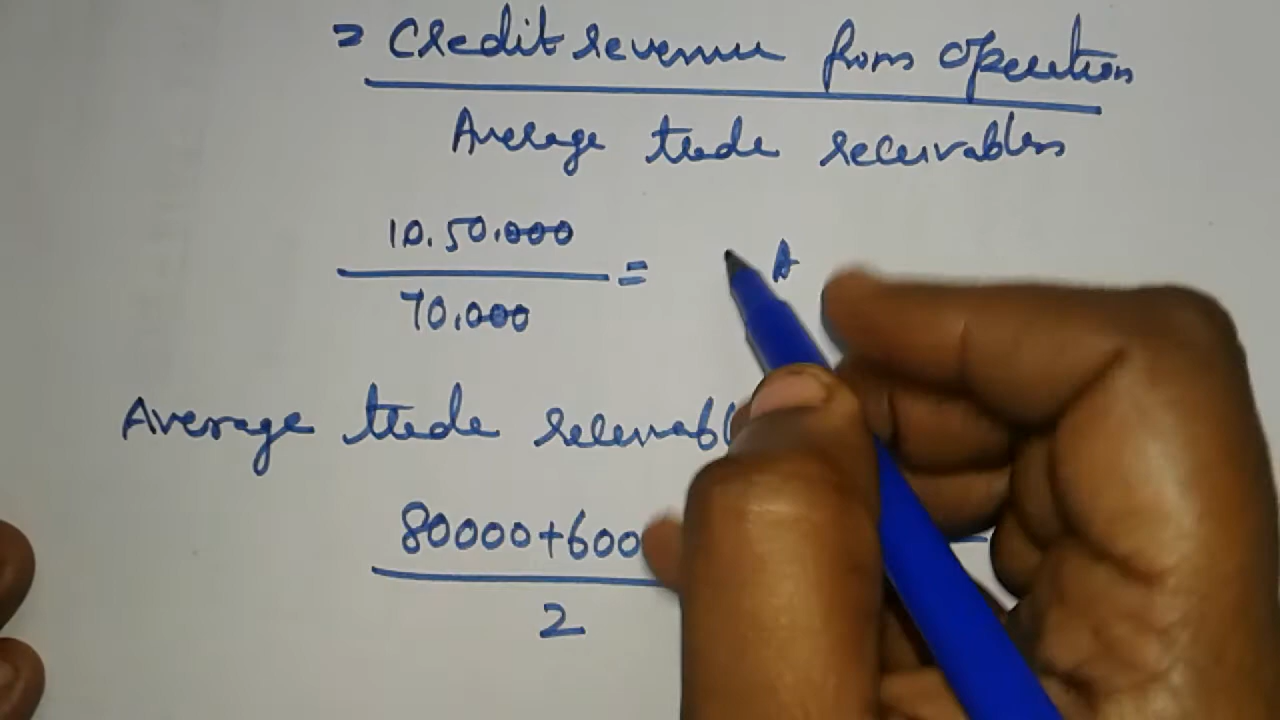 = Credit revenue from operation
Average trade receivables
10.50.000
70.000
=
A
Average trade receivabl
80000+600
2